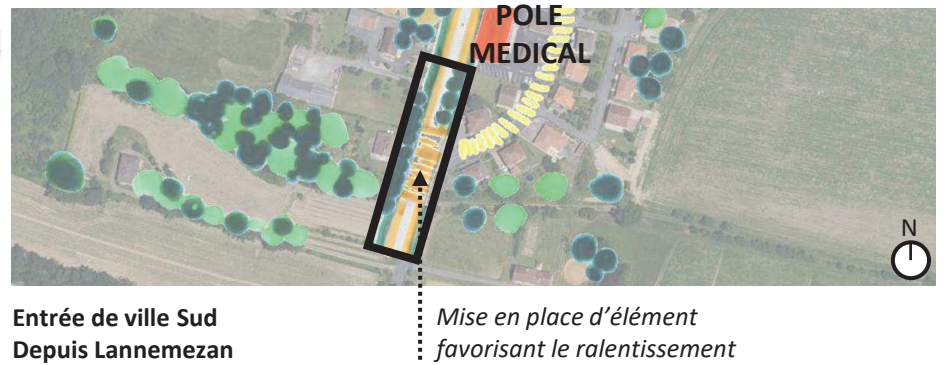 POLE
MEDICAL
N
Entrée de ville Sud
Depuis Lannemezan
Mise en place d’élément
favorisant le ralentissement